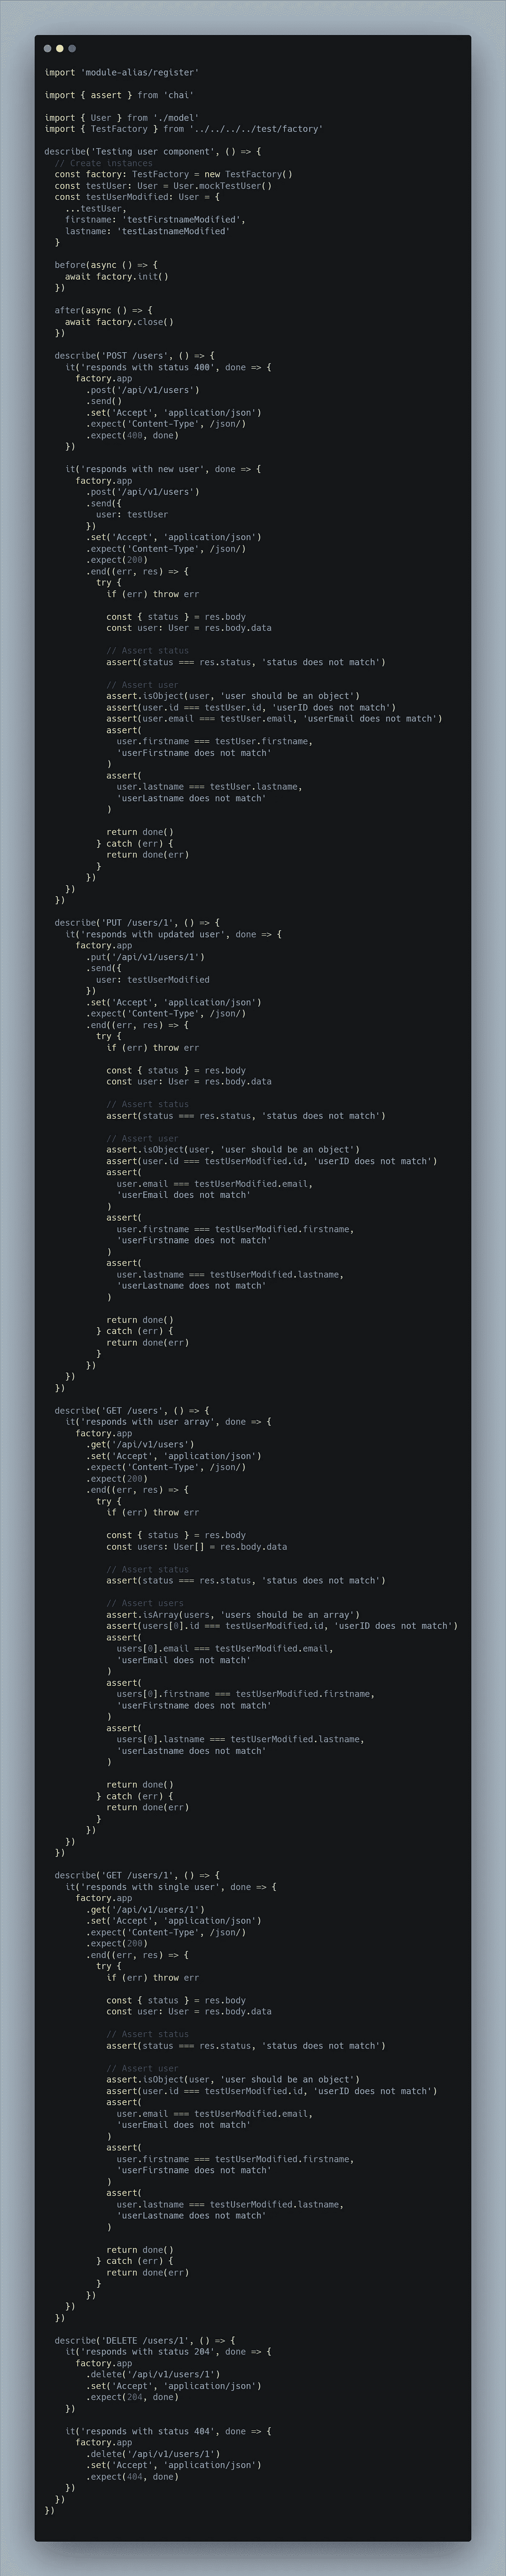 import 'module-alias/register'
import { assert } from 'chai'
import { User } from './model'
import { TestFactory } from '../../../../test/factory'
describe('Testing user component', () => {
// Create instances
const factory: TestFactory = new TestFactory()
const testUser: User = User.mockTestUser()
const testUserModified: User = {
...testUser,
firstname: 'testFirstnameModified',
lastname: 'testLastnameModified'
}
before(async () => {
await factory.init()
})
after(async () => {
await factory.close()
})
describe('POST /users', () => {
it('responds with status 400', done => {
factory.app
.post('/api/v1/users')
.send()
.set('Accept', 'application/json')
.expect('Content-Type', /json/)
.expect(400, done)
})
it('responds with new user', done => {
factory.app
.post('/api/v1/users')
.send({
user: testUser
})
.set('Accept', 'application/json')
.expect('Content-Type', /json/)
.expect(200)
.end((err, res) => {
try {
if (err) throw err
const { status } = res.body
const user: User = res.body.data
// Assert status
assert(status === res.status, 'status does not match')
// Assert user
assert.isObject(user, 'user should be an object')
assert(user.id === testUser.id, 'userID does not match')
assert(user.email === testUser.email, 'userEmail does not match')
assert(
user.firstname === testUser.firstname,
'userFirstname does not match'
)
assert(
user.lastname === testUser.lastname,
'userLastname does not match'
)
return done()
} catch (err) {
return done(err)
}
})
})
})
describe('PUT /users/1', () => {
it('responds with updated user', done => {
factory.app
.put('/api/v1/users/1')
.send({
user: testUserModified
})
.set('Accept', 'application/json')
.expect('Content-Type', /json/)
.end((err, res) => {
try {
if (err) throw err
const { status } = res.body
const user: User = res.body.data
// Assert status
assert(status === res.status, 'status does not match')
// Assert user
assert.isObject(user, 'user should be an object')
assert(user.id === testUserModified.id, 'userID does not match')
assert(
user.email === testUserModified.email,
'userEmail does not match'
)
assert(
user.firstname === testUserModified.firstname,
'userFirstname does not match'
)
assert(
user.lastname === testUserModified.lastname,
'userLastname does not match'
)
return done()
} catch (err) {
return done(err)
}
})
})
})
describe('GET /users', () => {
it('responds with user array', done => {
factory.app
.get('/api/v1/users')
.set('Accept', 'application/json')
.expect('Content-Type', /json/)
.expect(200)
.end((err, res) => {
try {
if (err) throw err
const { status } = res.body
const users: User[] = res.body.data
// Assert status
assert(status === res.status, 'status does not match')
// Assert users
assert.isArray(users, 'users should be an array')
assert(users[0].id === testUserModified.id, 'userID does not match')
assert(
users[0].email === testUserModified.email,
'userEmail does not match'
)
assert(
users[0].firstname === testUserModified.firstname,
'userFirstname does not match'
)
assert(
users[0].lastname === testUserModified.lastname,
'userLastname does not match'
)
return done()
} catch (err) {
return done(err)
}
})
})
})
describe('GET /users/1', () => {
it('responds with single user', done => {
factory.app
.get('/api/v1/users/1')
.set('Accept', 'application/json')
.expect('Content-Type', /json/)
.expect(200)
.end((err, res) => {
try {
if (err) throw err
const { status } = res.body
const user: User = res.body.data
// Assert status
assert(status === res.status, 'status does not match')
// Assert user
assert.isObject(user, 'user should be an object')
assert(user.id === testUserModified.id, 'userID does not match')
assert(
user.email === testUserModified.email,
'userEmail does not match'
)
assert(
user.firstname === testUserModified.firstname,
'userFirstname does not match'
)
assert(
user.lastname === testUserModified.lastname,
'userLastname does not match'
)
return done()
} catch (err) {
return done(err)
}
})
})
})
describe('DELETE /users/1', () => {
it('responds with status 204', done => {
factory.app
.delete('/api/v1/users/1')
.set('Accept', 'application/json')
.expect(204, done)
})
it('responds with status 404', done => {
factory.app
.delete('/api/v1/users/1')
.set('Accept', 'application/json')
.expect(404, done)
})
})
})